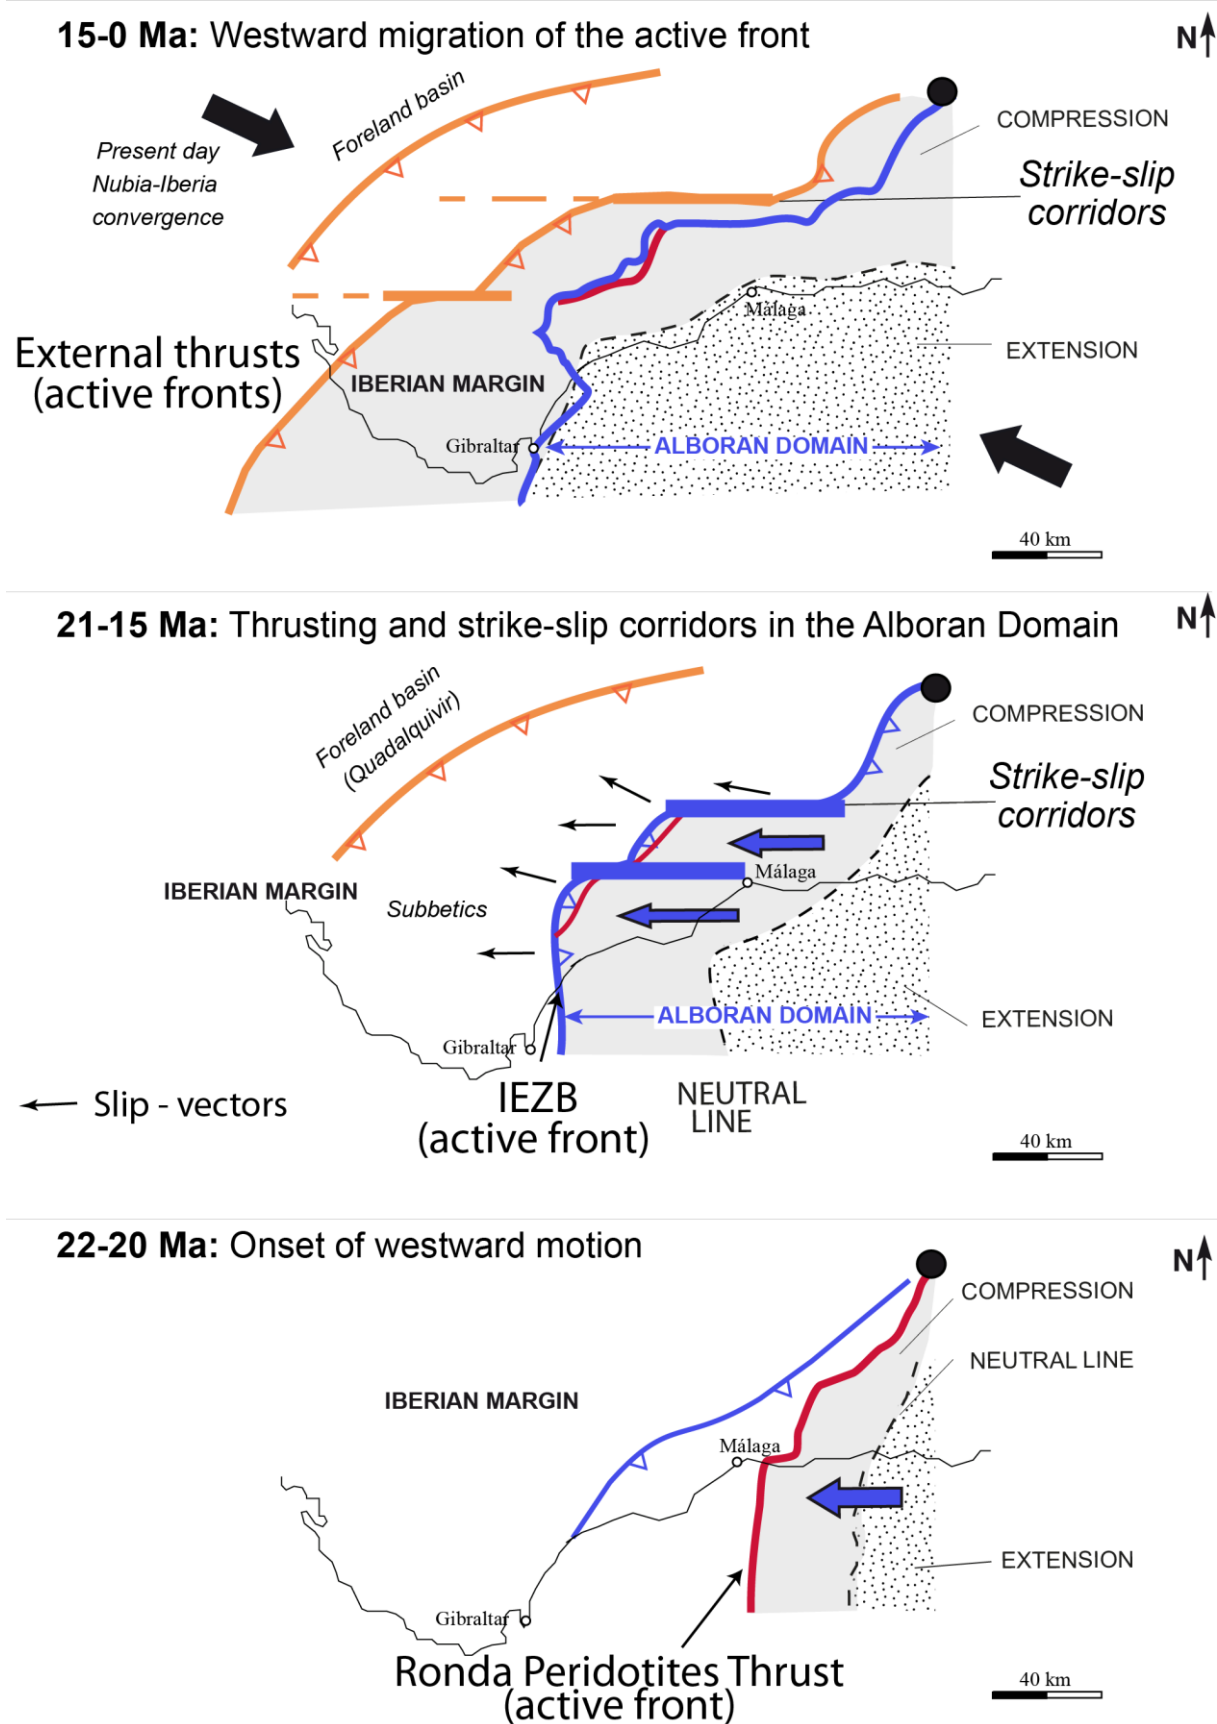 15-0 Ma: Westward migration of the active front
N
Foreland basin
COMPRESSION
Present day
Nubia-Iberia
convergence
Strike-slip
corridors
Málaga
External thrusts
(active fronts)
EXTENSION
IBERIAN MARGIN
Gibraltar
ALBORAN DOMAIN
40 km
21-15 Ma: Thrusting and strike-slip corridors in the Alboran Domain
N
Foreland basin
(Quadalquivir)
COMPRESSION
Strike-slip
corridors
Málaga
IBERIAN MARGIN
Subbetics
ALBORAN DOMAIN
EXTENSION
Gibraltar
Slip - vectors
IEZB
(active front)
NEUTRAL
LINE
40 km
22-20 Ma: Onset of westward motion
N
COMPRESSION
NEUTRAL LINE
IBERIAN MARGIN
Málaga
EXTENSION
Gibraltar
Ronda Peridotites Thrust
(active front)
40 km